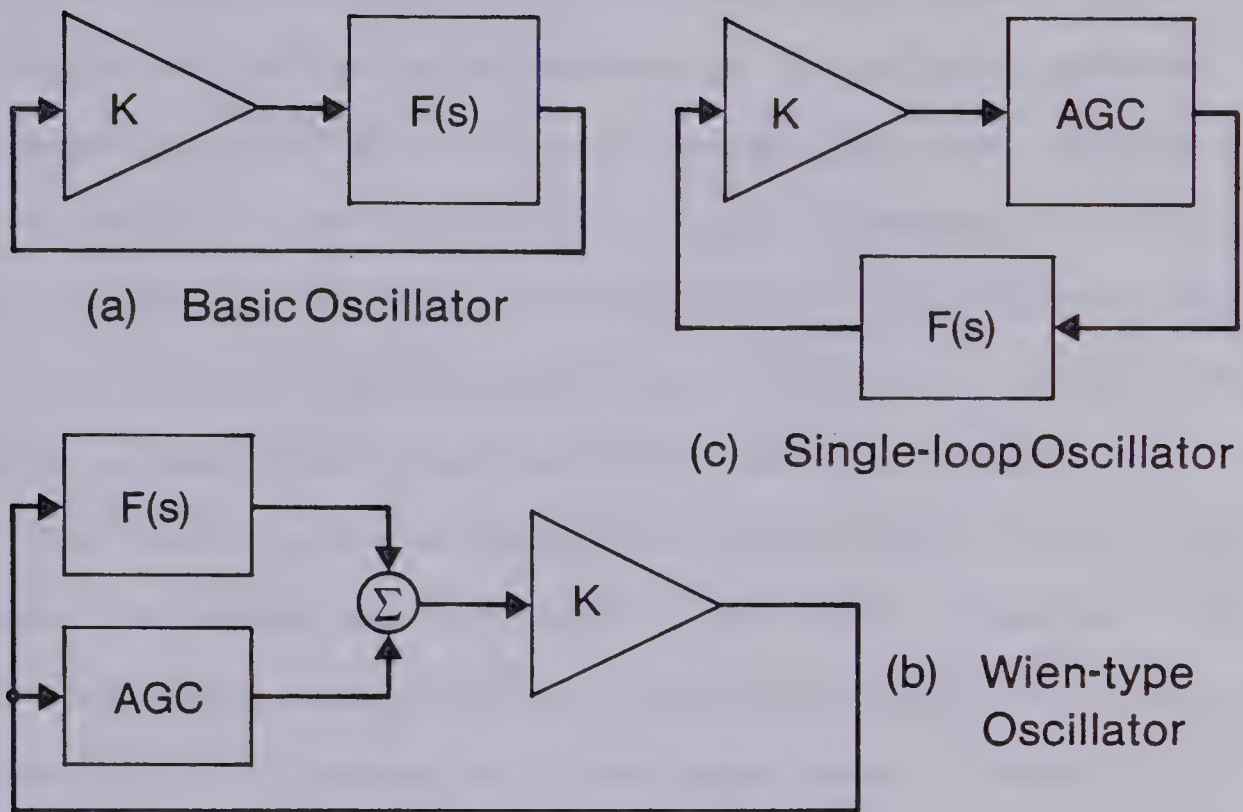 K
F(s)
(a) Basic Oscillator
K
AGC
F(s)
(c) Single-loop Oscillator
F(s)
AGC
Σ
K
(b) Wien-type
Oscillator